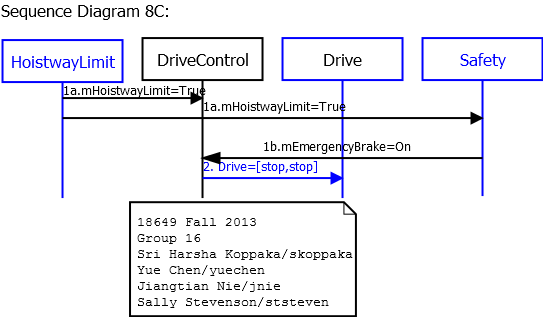 Sequence Diagram 8C:
HoistwayLimit DriveControl Drive Safety
1a.mHoistwayLimit=True
1a.mHoistwayLimit=True
1b.mEmergencyBrake=On
2. Drive=[stop,stop]
18649 Fall 2013
Group 16
Sri Harsha Koppaka/skoppaka
Yue Chen/yuechen
Jiangtian Nie/jnie
Sally Stevenson/ststeven